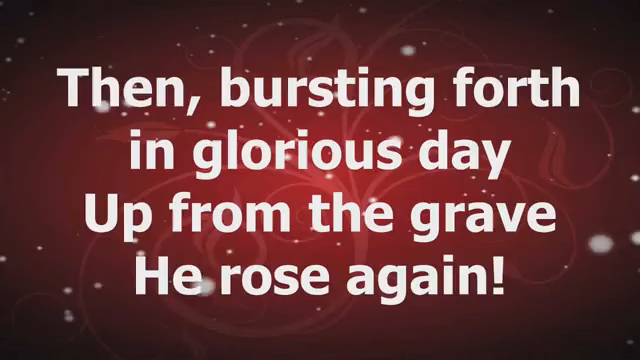 Then, bursting forth
in glorious day
Up from the grave
He rose again!